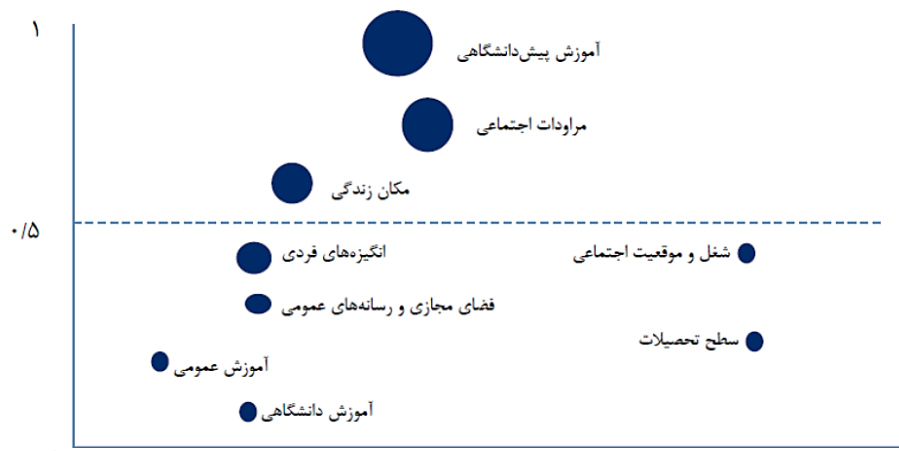 ۱
آموزش پیش‌دانشگاهی
مراودات اجتماعی
مکان زندگی
۰/۵
انگیزه‌های فردی
شغل و موقعیت اجتماعی
فضای مجازی و رسانه‌های عمومی
سطح تحصیلات
آموزش عمومی
آموزش دانشگاهی